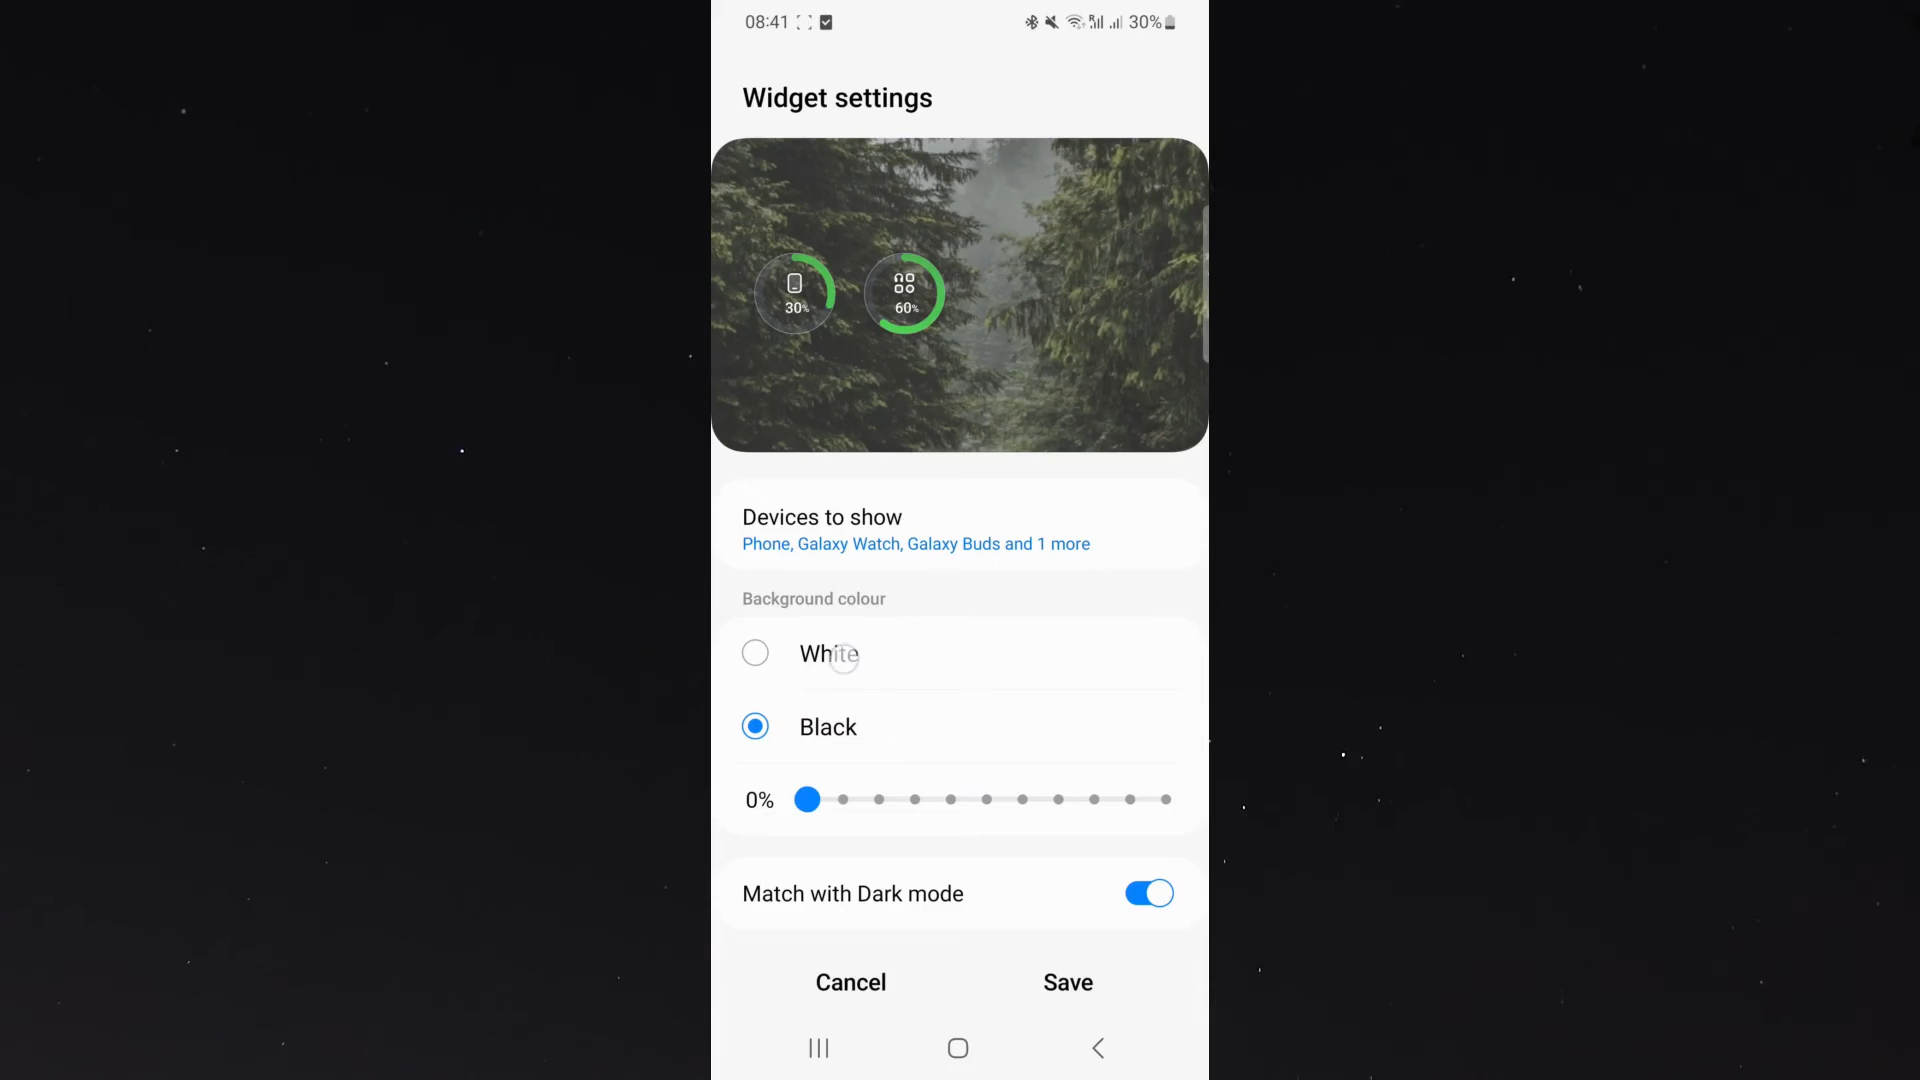 08:41 30%
Widget settings
30% 60%
Devices to show
Phone, Galaxy Watch, Galaxy Buds and 1 more
Background colour
White
Black
0%
Match with Dark mode
Cancel Save